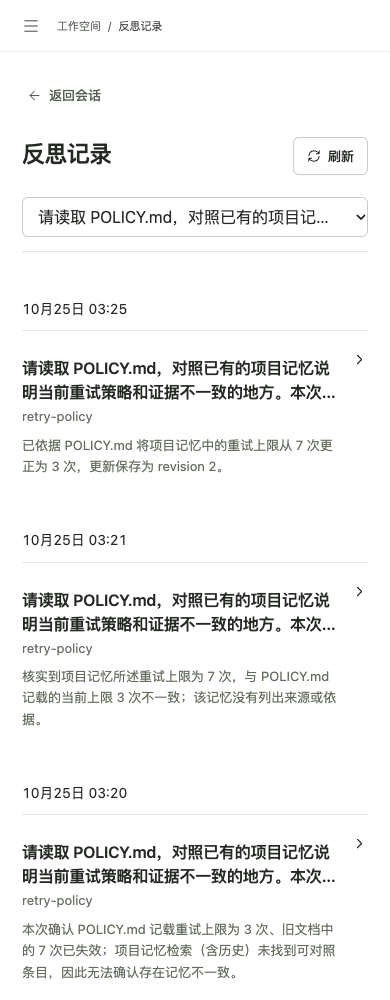 工作空间 / 反思记录
返回会话
反思记录
刷新
请读取 POLICY.md，对照已有的项目记...
10月25日 03:25
请读取 POLICY.md，对照已有的项目记忆说
明当前重试策略和证据不一致的地方。本次...
retry-policy
已依据 POLICY.md 将项目记忆中的重试上限从 7 次更
正为 3 次，更新保存为 revision 2。
10月25日 03:21
请读取 POLICY.md，对照已有的项目记忆说
明当前重试策略和证据不一致的地方。本次...
retry-policy
核实到项目记忆所述重试上限为 7 次，与 POLICY.md
记载的当前上限 3 次不一致；该记忆没有列出来源或依
据。
10月25日 03:20
请读取 POLICY.md，对照已有的项目记忆说
明当前重试策略和证据不一致的地方。本次...
retry-policy
本次确认 POLICY.md 记载重试上限为 3 次、旧文档中
的 7 次已失效；项目记忆检索（含历史）未找到可对照
条目，因此无法确认存在记忆不一致。